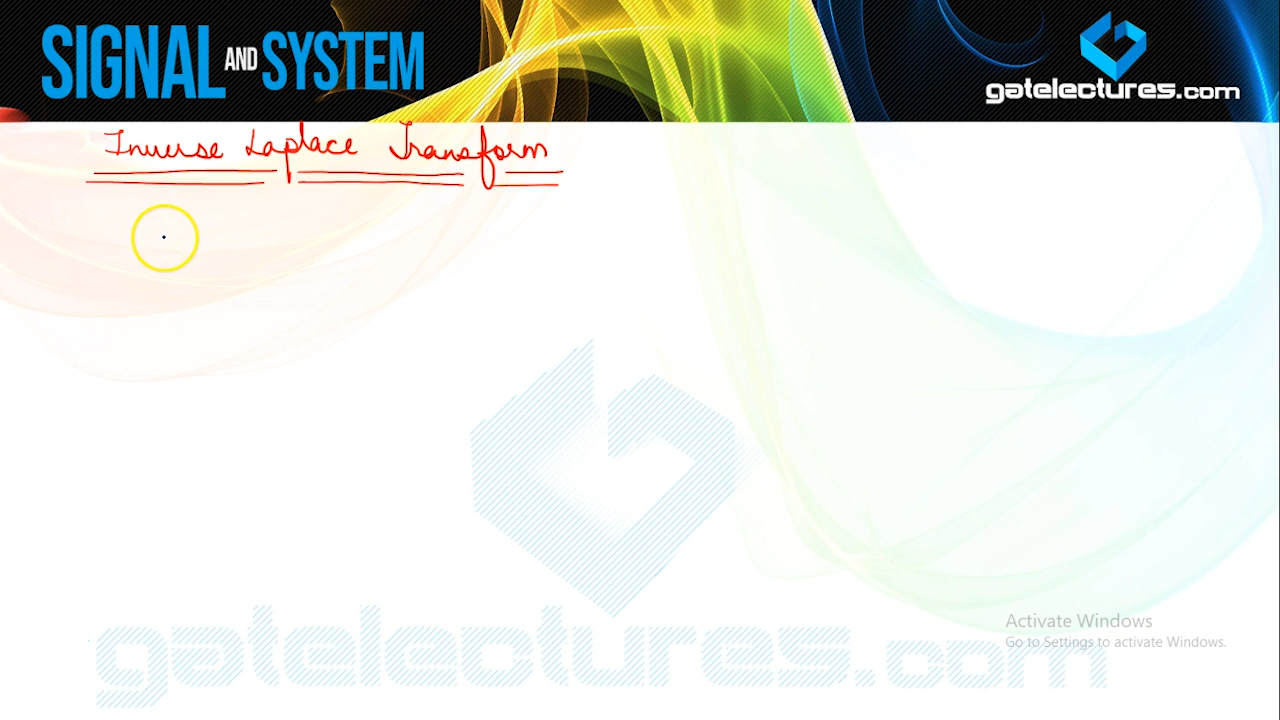 SIGNAL AND SYSTEM
gatelectures.com
Inverse Laplace Transform
gatelectures.com
Activate Windows
Go to Settings to activate Windows.